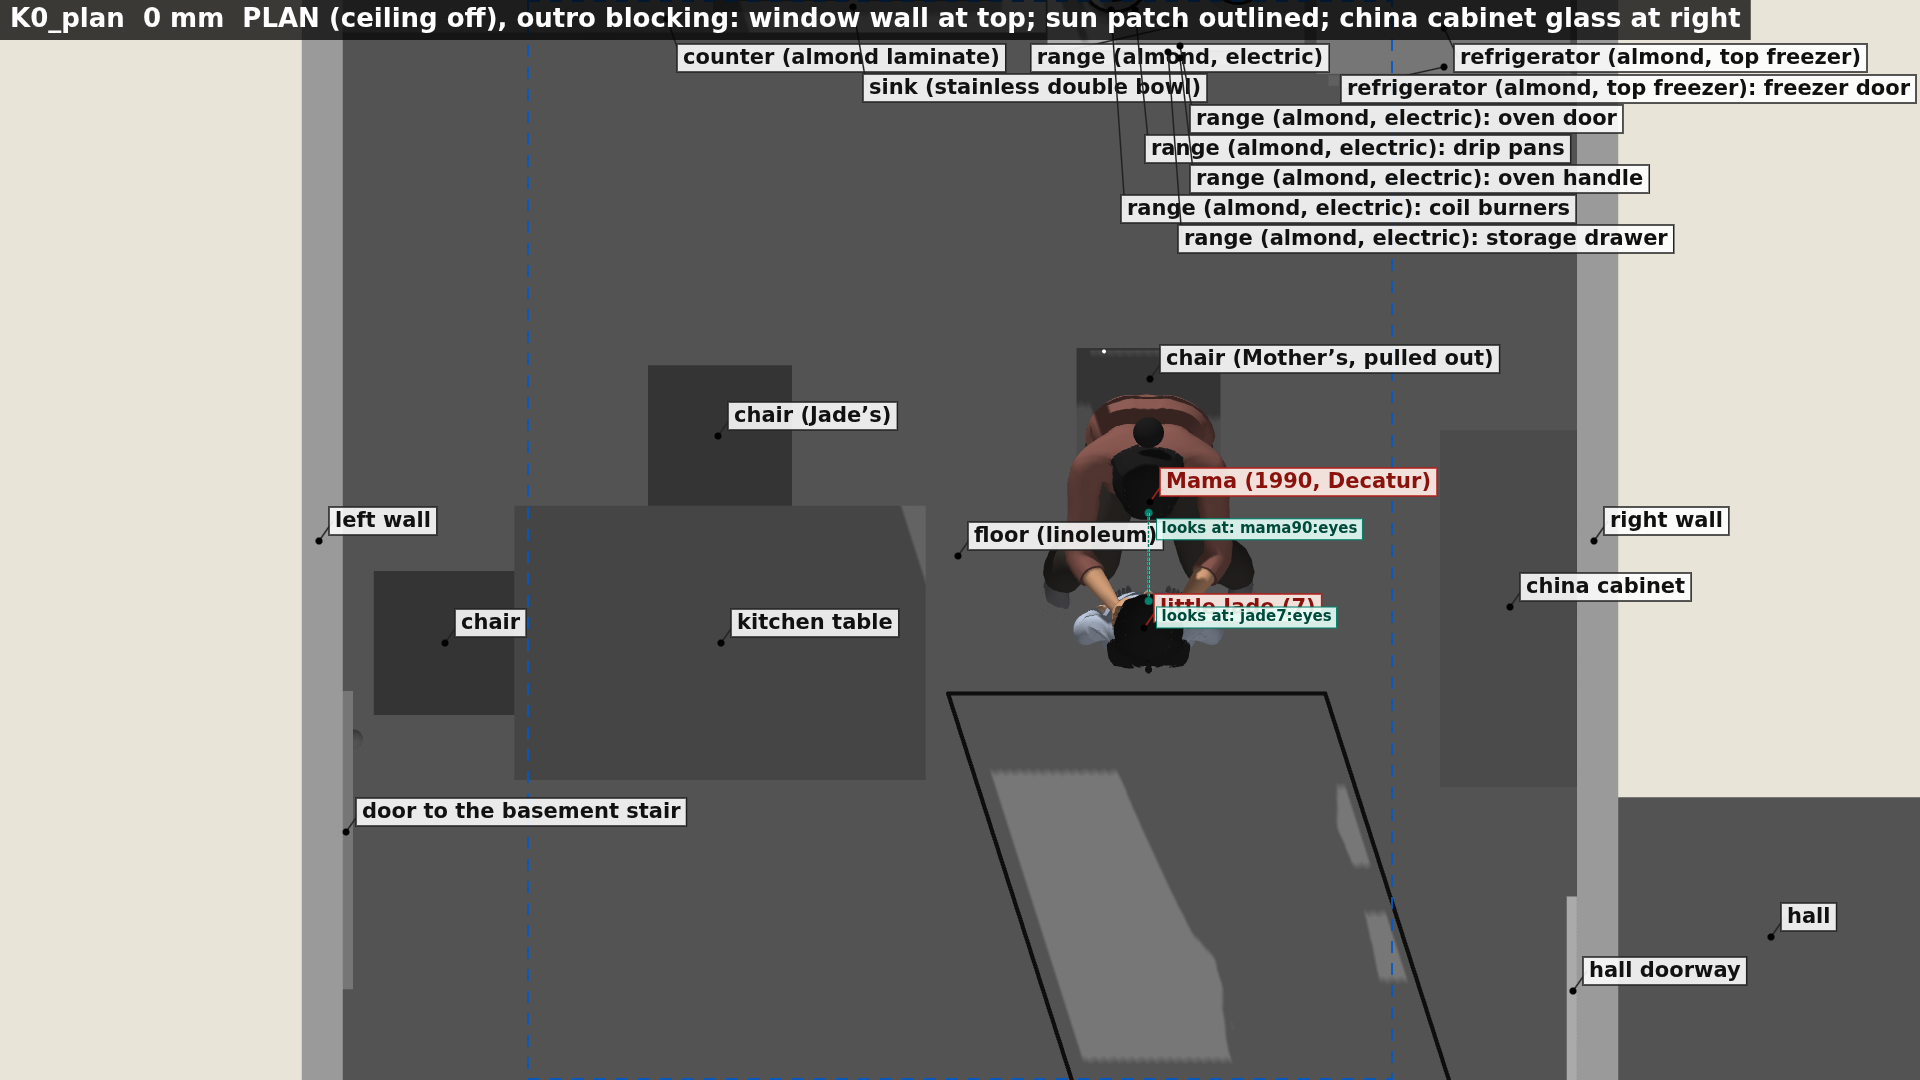 K0_plan  0 mm  PLAN (ceiling off), outro blocking: window wall at top; sun patch outlined; china cabinet glass at right
counter (almond laminate)
range (almond, electric)
refrigerator (almond, top freezer)
sink (stainless double bowl)
refrigerator (almond, top freezer): freezer door
range (almond, electric): oven door
range (almond, electric): drip pans
range (almond, electric): oven handle
range (almond, electric): coil burners
range (almond, electric): storage drawer
chair (Mother’s, pulled out)
chair (Jade’s)
Mama (1990, Decatur)
left wall
looks at: mama90:eyes
right wall
floor (linoleum)
china cabinet
little Jade (7)
looks at: jade7:eyes
chair
kitchen table
door to the basement stair
hall
hall doorway